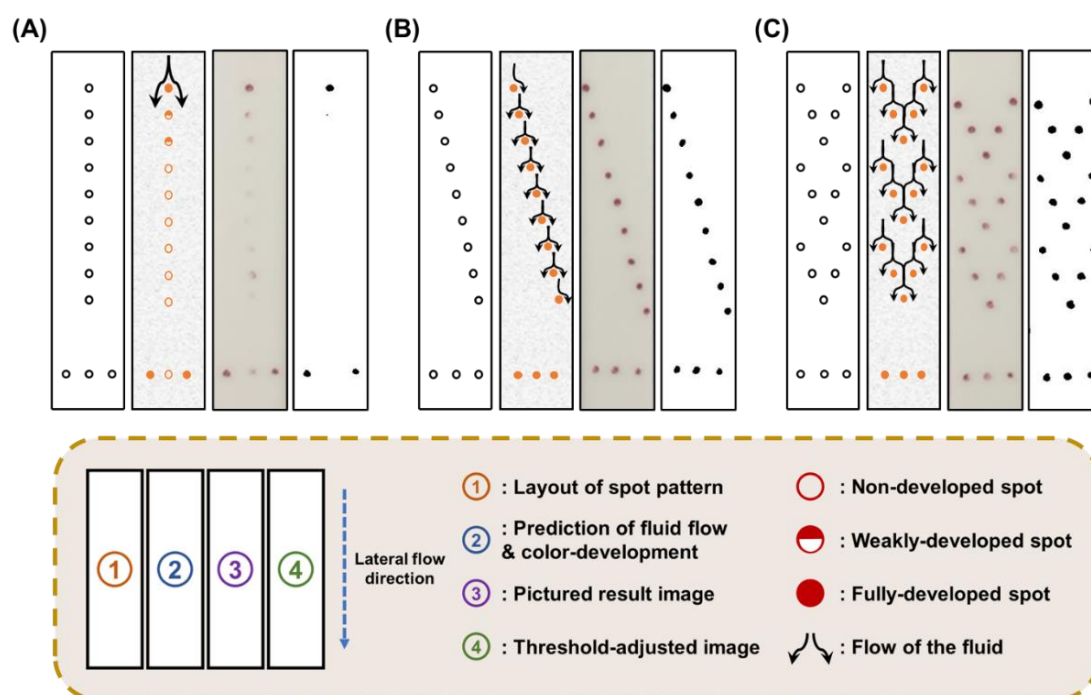 (A)
(B)
(C)
1
2
3
4
Lateral flow
direction
1 : Layout of spot pattern
2 : Prediction of fluid flow
& color-development
3 : Pictured result image
4 : Threshold-adjusted image
: Non-developed spot
: Weakly-developed spot
: Fully-developed spot
: Flow of the fluid